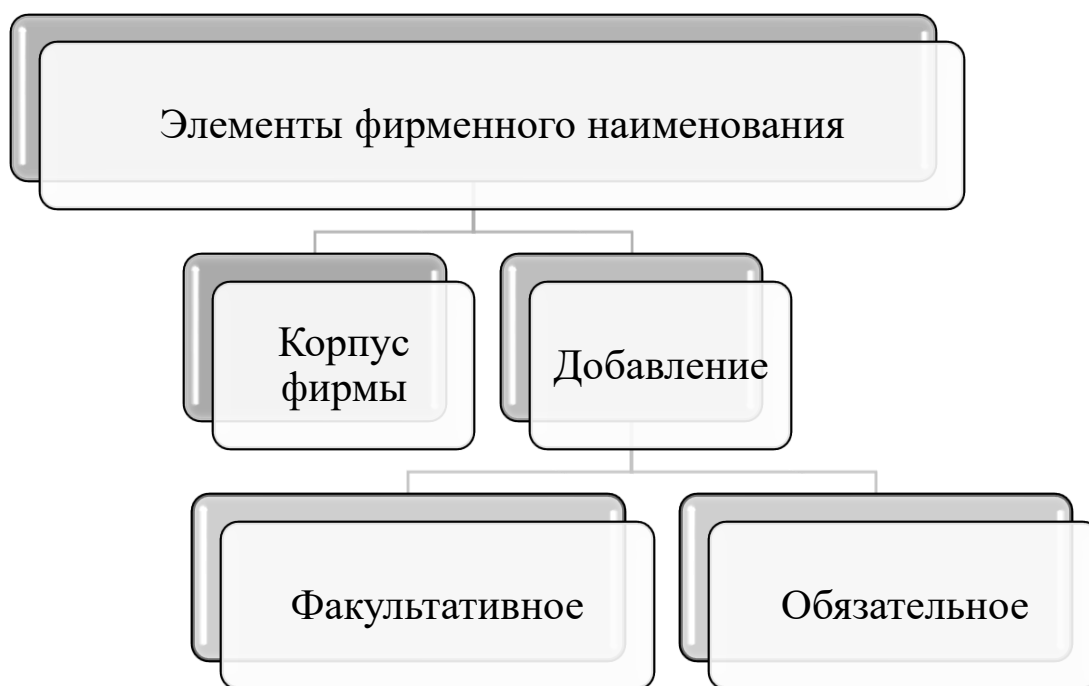 Элементы фирменного наименования
Корпус
фирмы
Добавление
Факультативное
Обязательное